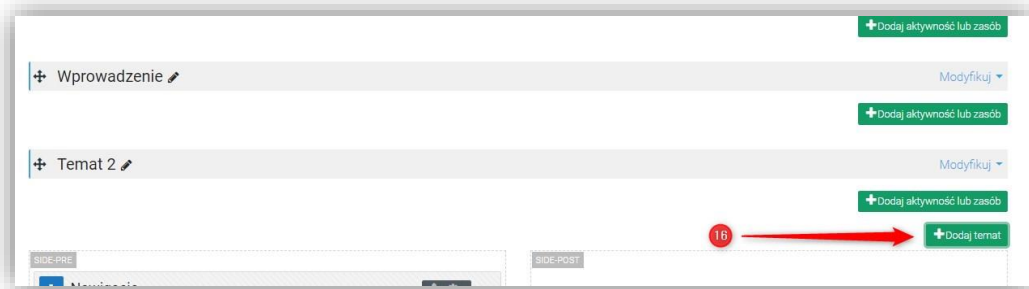 +Dodaj aktywność lub zasób
Wprowadzenie
Modyfikuj
+Dodaj aktywność lub zasób
Temat 2
Modyfikuj
+Dodaj aktywność lub zasób
16
+Dodaj temat
SIDE-PRE
SIDE-POST
Nawigacja